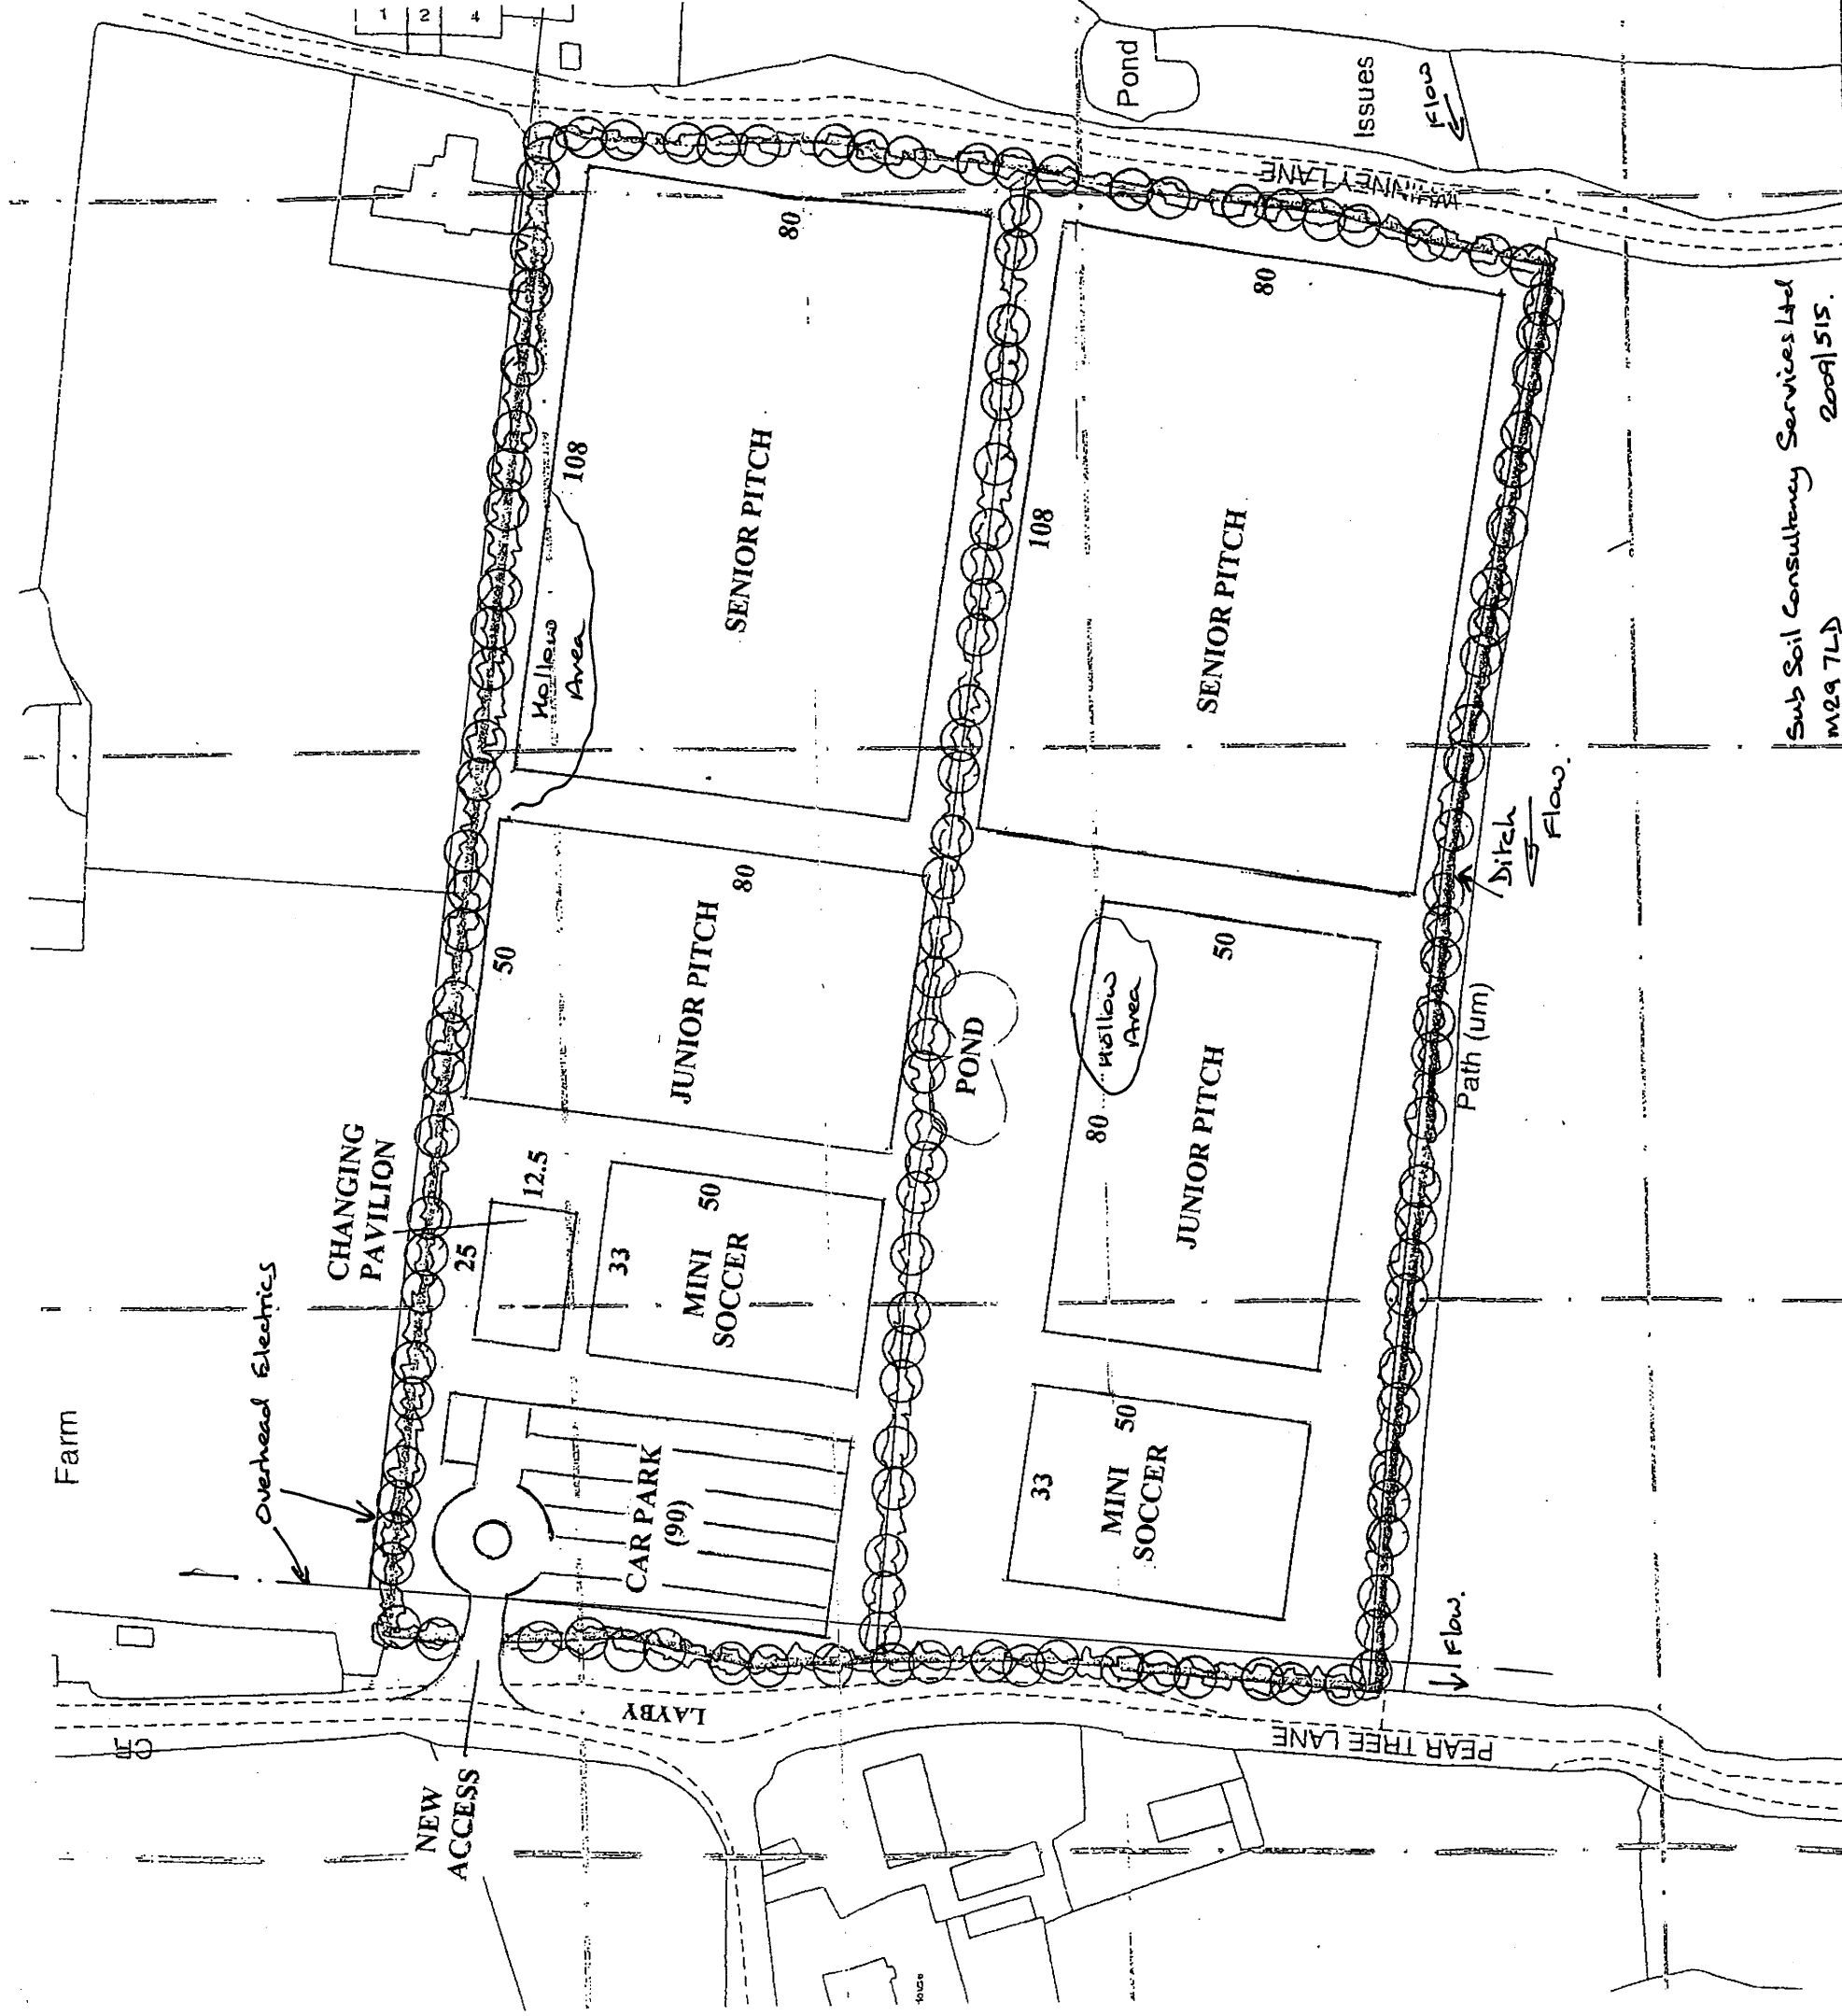 1
2
4
Farm
Overhead Electrics
CHANGING
PAVILION
25
12.5
50
JUNIOR PITCH
80
Hollow
Area
108
SENIOR PITCH
80
NEW
ACCESS
LAYBY
CAR PARK
(90)
33
MINI
SOCCER
50
POND
108
SENIOR PITCH
80
33
MINI
SOCCER
50
80
Hollow
Area
JUNIOR PITCH
50
PEAR TREE LANE
Flow.
Path (um)
Ditch
Flow.
WHINNEY LANE
Pond
Issues
Flow
Sub Soil Consultancy Services Ltd
M29 7LD 2009/515.